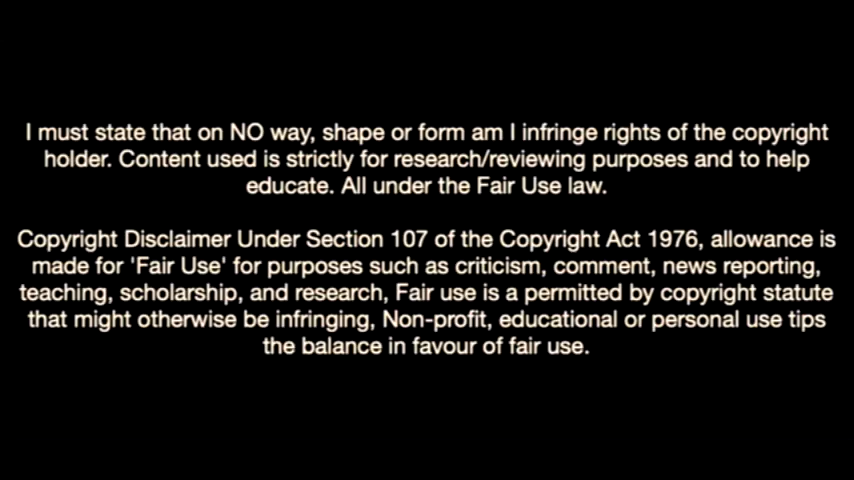 I must state that on NO way, shape or form am I infringe rights of the copyright
holder. Content used is strictly for research/reviewing purposes and to help
educate. All under the Fair Use law.
Copyright Disclaimer Under Section 107 of the Copyright Act 1976, allowance is
made for 'Fair Use' for purposes such as criticism, comment, news reporting,
teaching, scholarship, and research, Fair use is a permitted by copyright statute
that might otherwise be infringing, Non-profit, educational or personal use tips
the balance in favour of fair use.